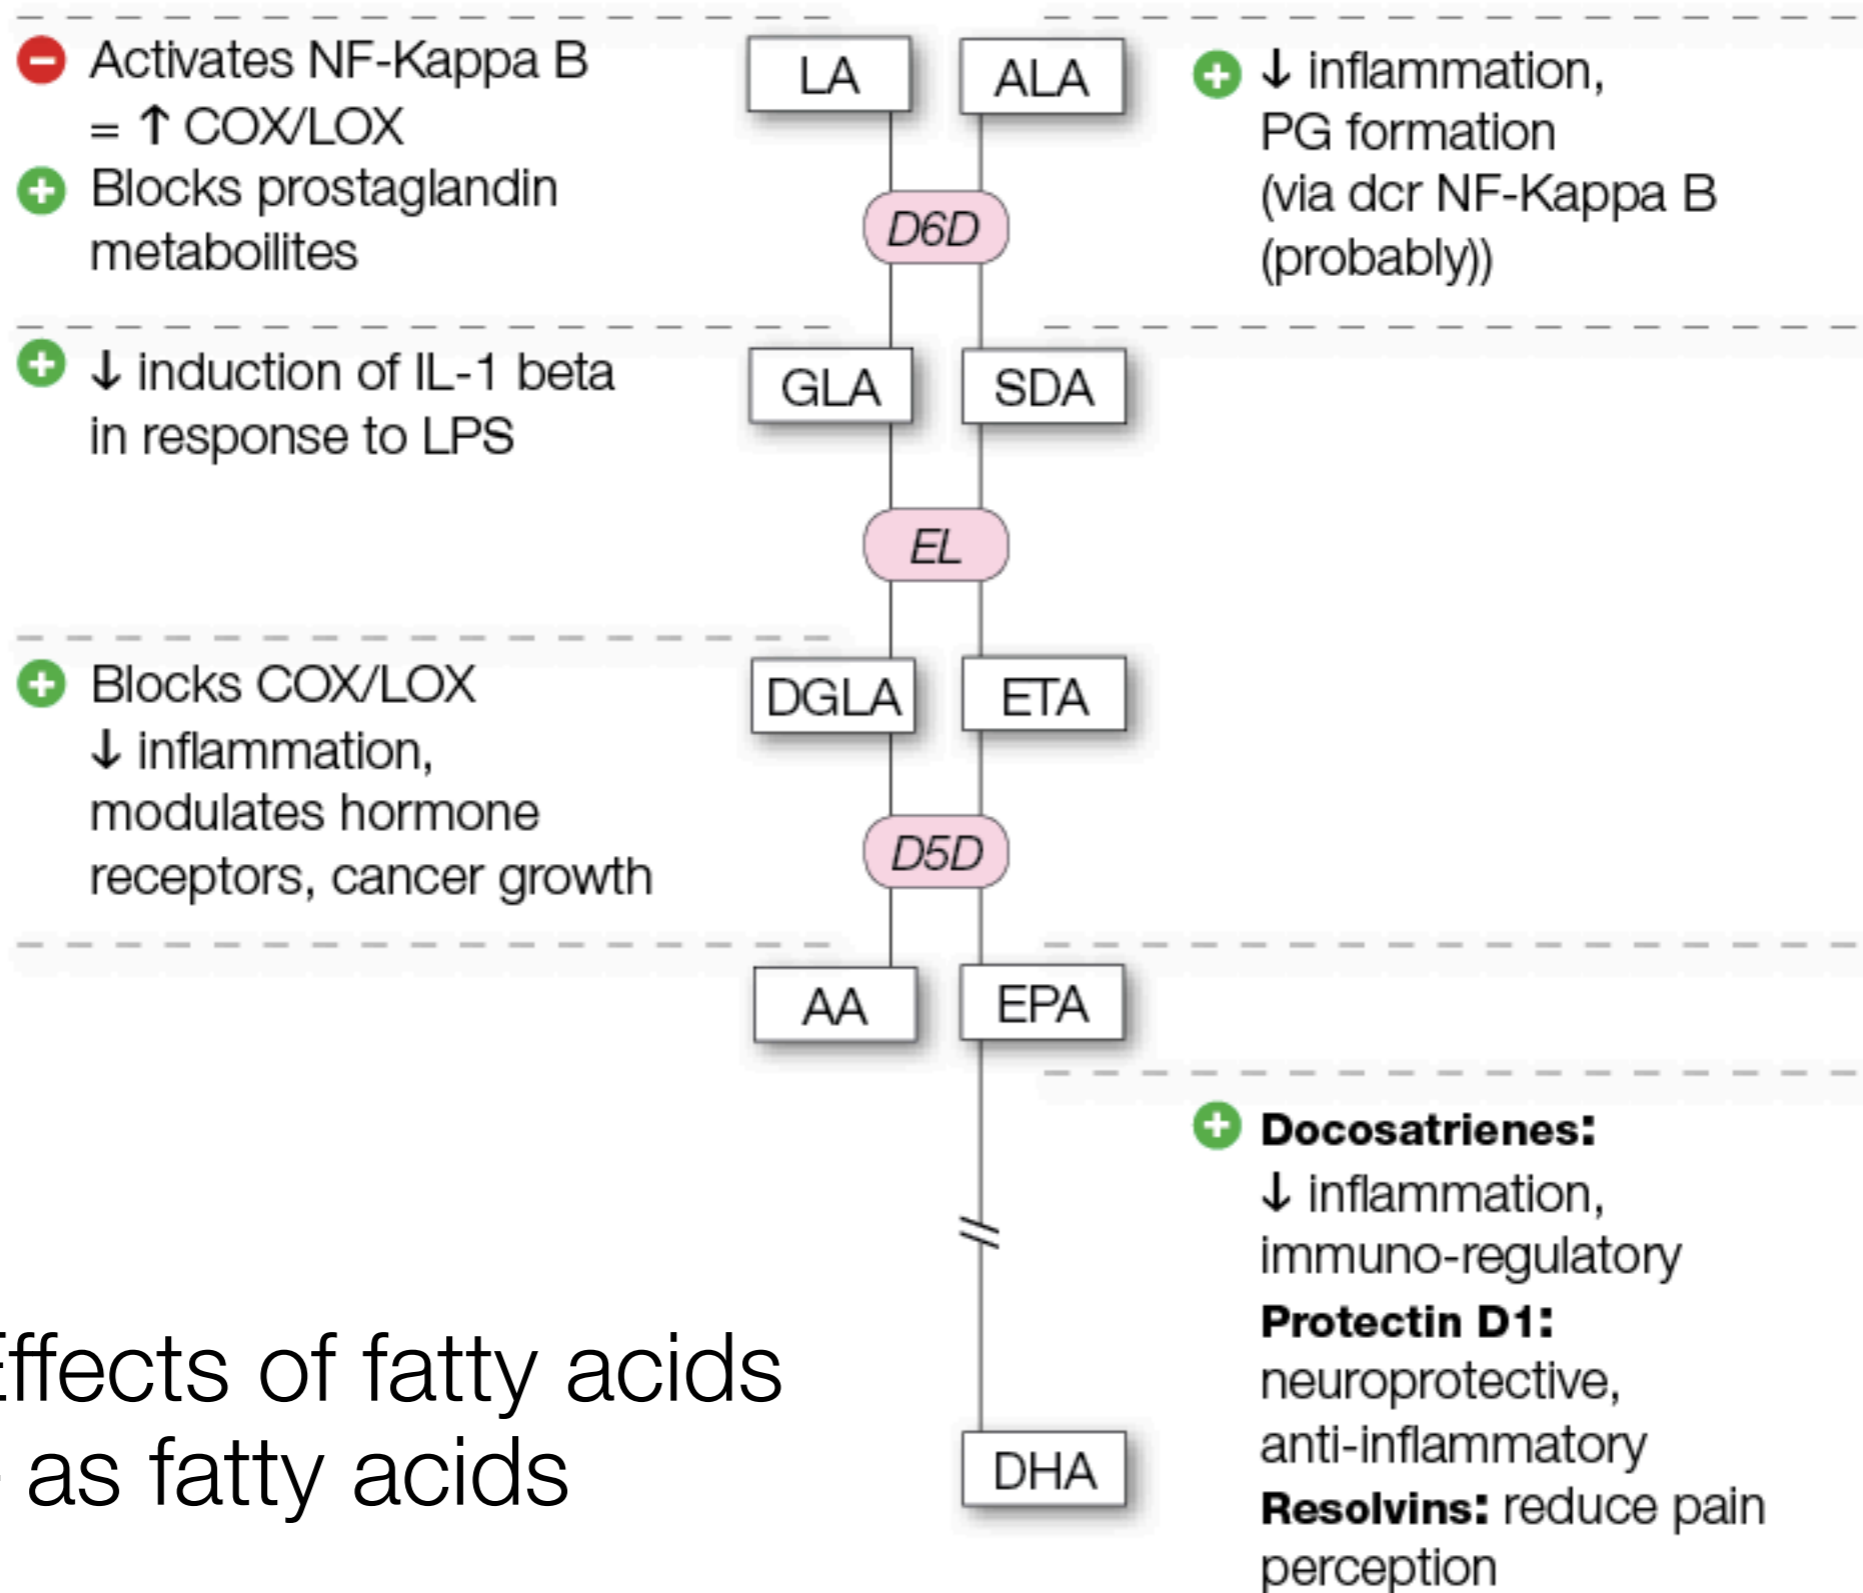 Activates NF-Kappa B
= ↑ COX/LOX
Blocks prostaglandin
metaboilites
LA
ALA
↓ inflammation,
PG formation
(via dcr NF-Kappa B
(probably))
D6D
↓ induction of IL-1 beta
in response to LPS
GLA
SDA
EL
Blocks COX/LOX
↓ inflammation,
modulates hormone
receptors, cancer growth
DGLA
ETA
D5D
AA
EPA
Docosatrienes:
↓ inflammation,
immuno-regulatory
Protectin D1:
neuroprotective,
anti-inflammatory
Resolvins: reduce pain
perception
DHA
Effects of fatty acids
as fatty acids